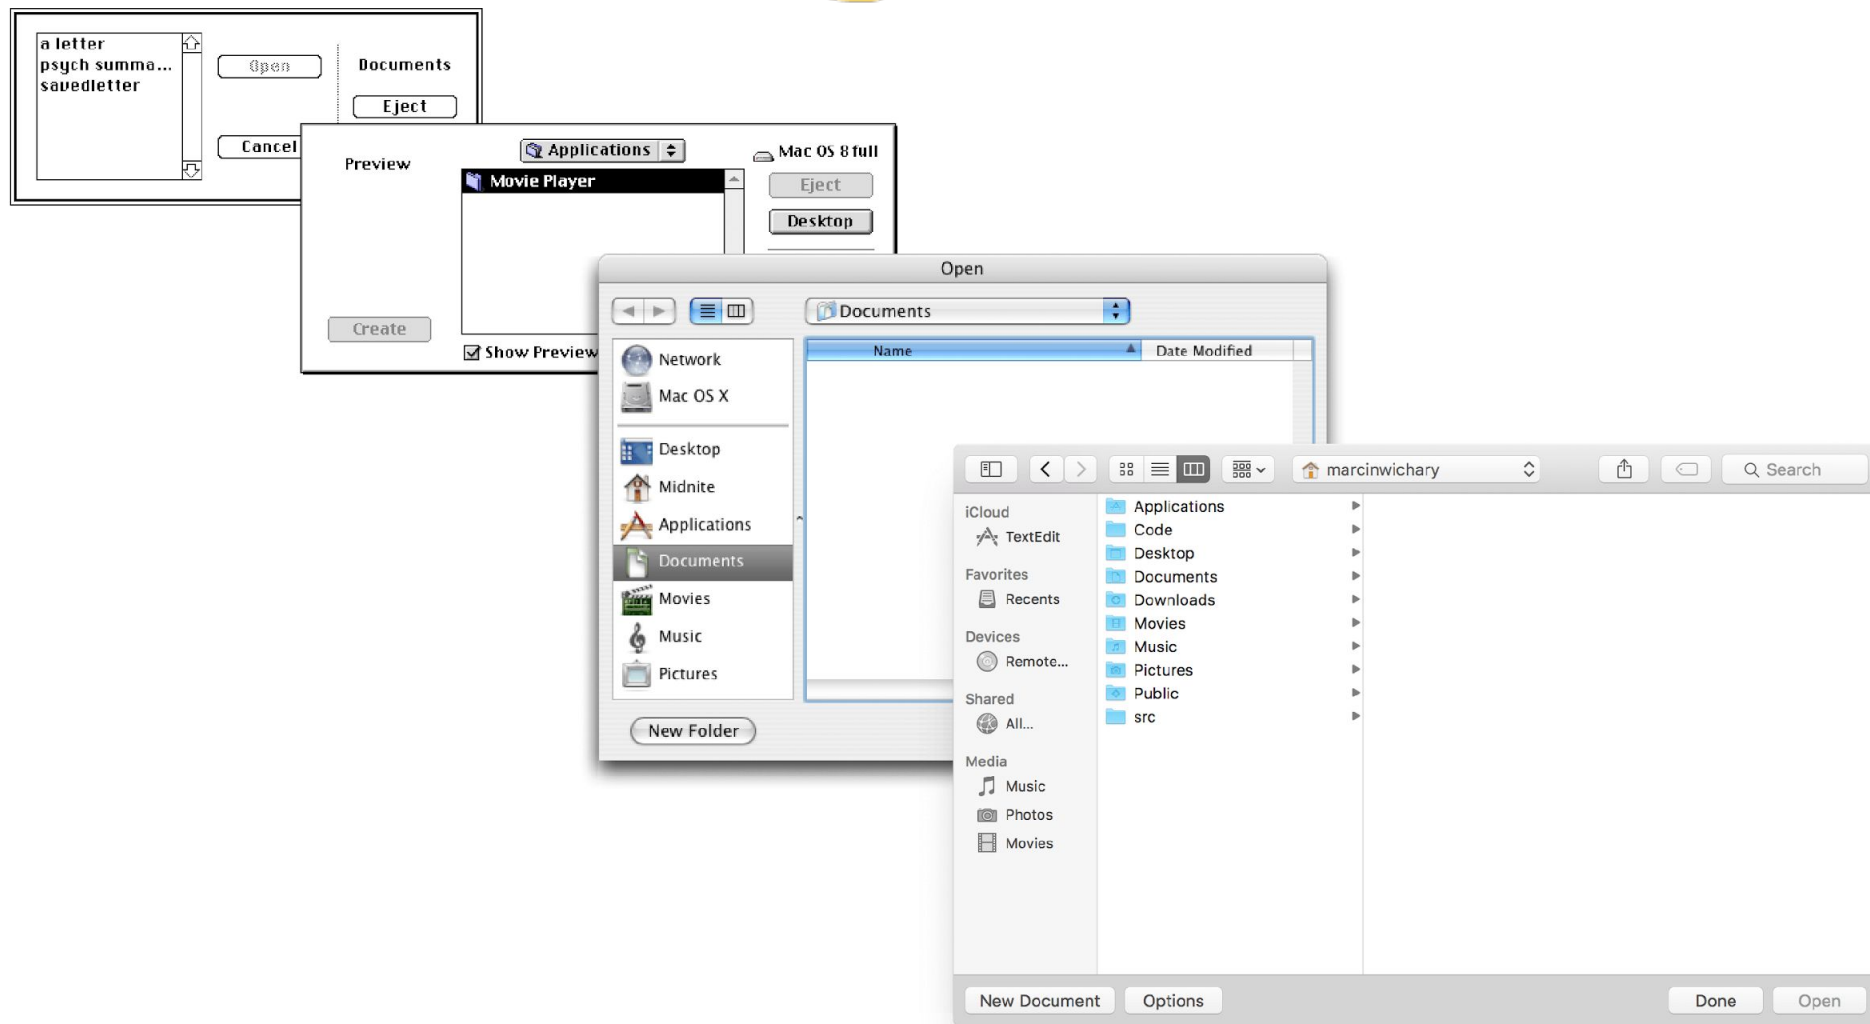 a letter
psych summa...
savedletter
Open
Cancel
Documents
Eject
Preview
Applications
Mac OS 8 full
Movie Player
Eject
Desktop
Create
Show Preview
Open
Documents
Name
Date Modified
Network
Mac OS X
Desktop
Midnite
Applications
Documents
Movies
Music
Pictures
New Folder
marcinwichary
Search
iCloud
TextEdit
Favorites
Recents
Devices
Remote...
Shared
All...
Media
Music
Photos
Movies
Applications
Code
Desktop
Documents
Downloads
Movies
Music
Pictures
Public
src
New Document
Options
Done
Open